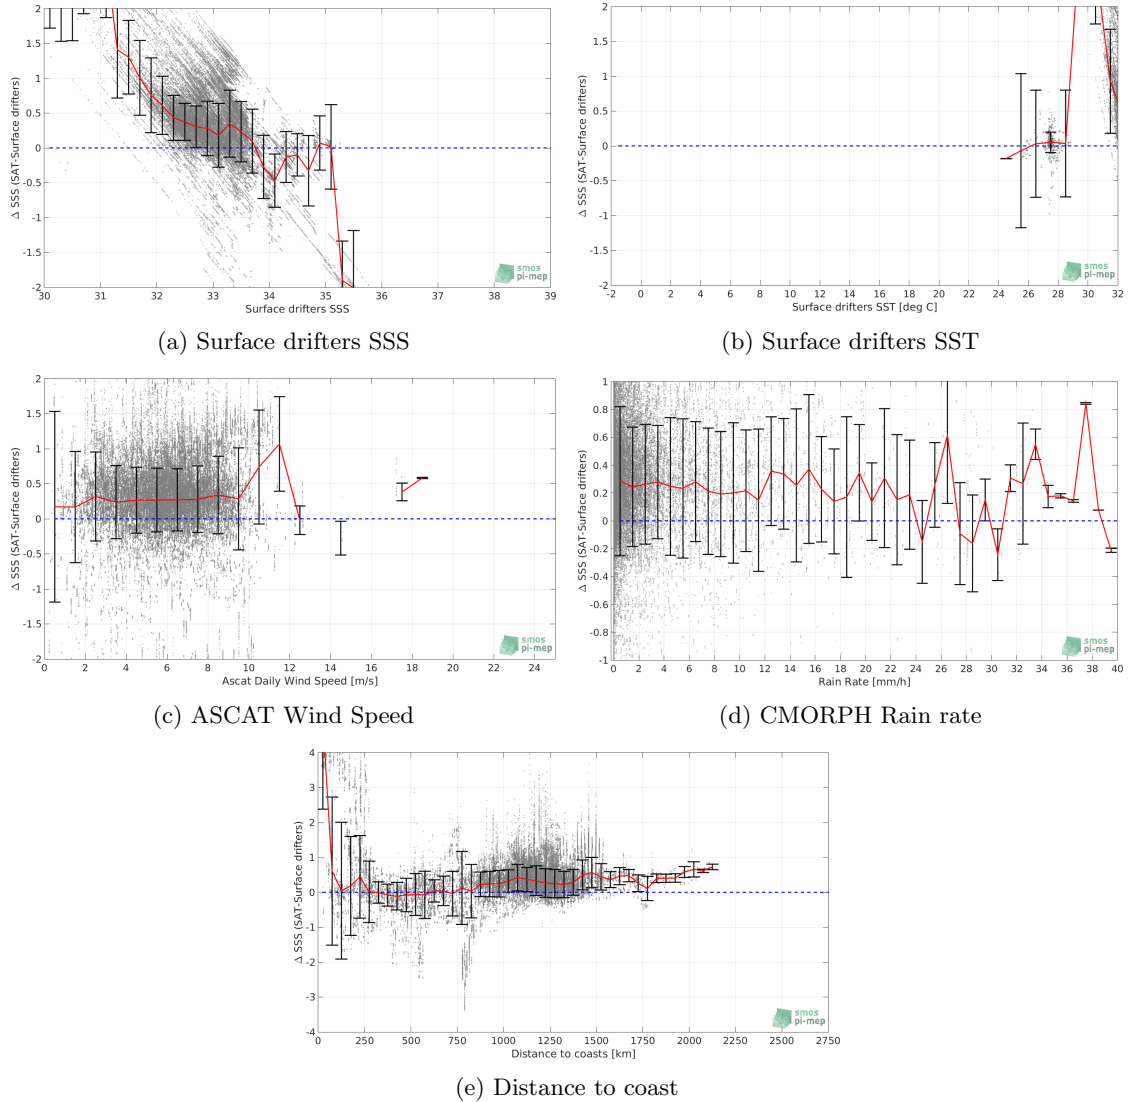 2
1.5
1
0.5
0
-0.5
-1
-1.5
-2
Δ SSS (SAT-Surface drifters)
30 31 32 33 34 35 36 37 38 39
Surface drifters SSS
smos
pi-mep
(a) Surface drifters SSS
2
1.5
1
0.5
0
-0.5
-1
-1.5
-2
Δ SSS (SAT-Surface drifters)
-2 0 2 4 6 8 10 12 14 16 18 20 22 24 26 28 30 32
Surface drifters SST [deg C]
smos
pi-mep
(b) Surface drifters SST
2
1.5
1
0.5
0
-0.5
-1
-1.5
-2
Δ SSS (SAT-Surface drifters)
0 2 4 6 8 10 12 14 16 18 20 22 24
Ascat Daily Wind Speed [m/s]
smos
pi-mep
(c) ASCAT Wind Speed
1
0.8
0.6
0.4
0.2
0
-0.2
-0.4
-0.6
-0.8
-1
Δ SSS (SAT-Surface drifters)
0 2 4 6 8 10 12 14 16 18 20 22 24 26 28 30 32 34 36 38 40
Rain Rate [mm/h]
smos
pi-mep
(d) CMORPH Rain rate
4
3
2
1
0
-1
-2
-3
-4
Δ SSS (SAT-Surface drifters)
0 250 500 750 1000 1250 1500 1750 2000 2250 2500 2750
Distance to coasts [km]
smos
pi-mep
(e) Distance to coast